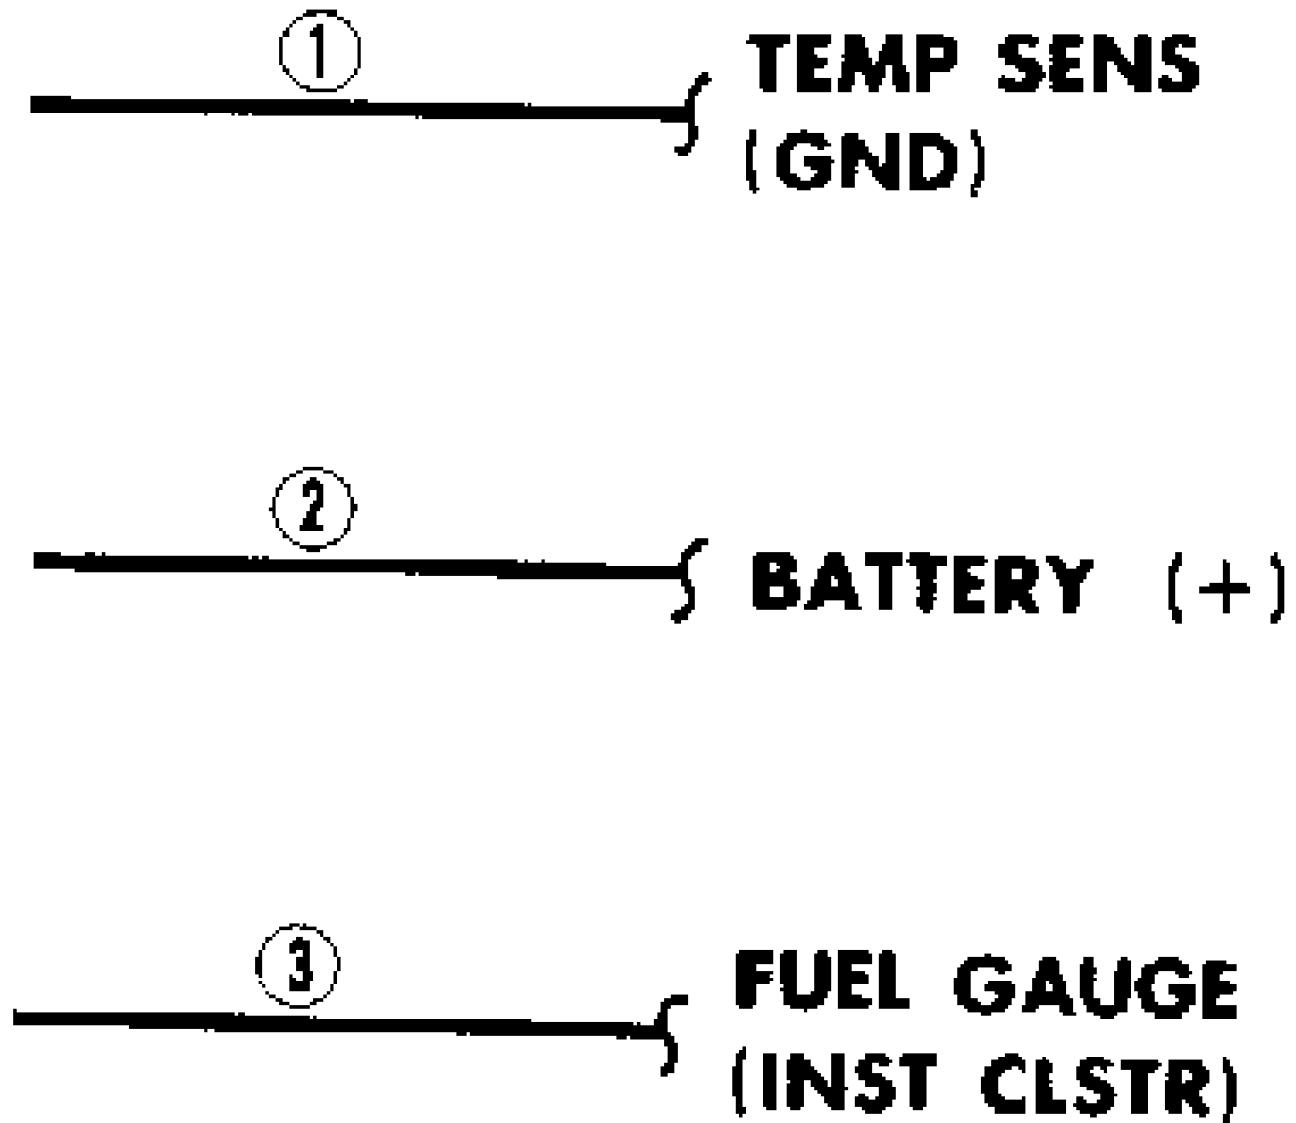 ①
TEMP SENS
(GND)
②
BATTERY (+)
③
FUEL GAUGE
(INST CLSTR)